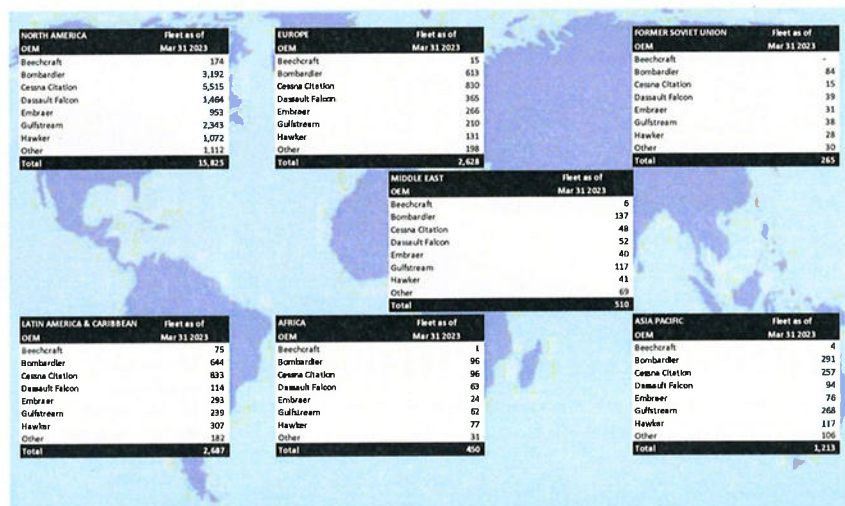 NORTH AMERICA Fleet as of
OEM Mar 31 2023
Beechcraft 174
Bombardier 3,192
Cessna Citation 5,515
Dassault Falcon 1,464
Embraer 953
Gulfstream 2,343
Hawker 1,072
Other 1,112
Total 15,825
EUROPE Fleet as of
OEM Mar 31 2023
Beechcraft 15
Bombardier 613
Cessna Citation 830
Dassault Falcon 365
Embraer 266
Gulfstream 210
Hawker 131
Other 198
Total 2,628
FORMER SOVIET UNION Fleet as of
OEM Mar 31 2023
Beechcraft -
Bombardier 84
Cessna Citation 15
Dassault Falcon 39
Embraer 31
Gulfstream 38
Hawker 28
Other 30
Total 265
MIDDLE EAST Fleet as of
OEM Mar 31 2023
Beechcraft 6
Bombardier 137
Cessna Citation 48
Dassault Falcon 52
Embraer 40
Gulfstream 117
Hawker 41
Other 69
Total 510
LATIN AMERICA & CARIBBEAN Fleet as of
OEM Mar 31 2023
Beechcraft 75
Bombardier 644
Cessna Citation 833
Dassault Falcon 114
Embraer 293
Gulfstream 239
Hawker 307
Other 182
Total 2,687
AFRICA Fleet as of
OEM Mar 31 2023
Beechcraft 1
Bombardier 96
Cessna Citation 96
Dassault Falcon 63
Embraer 24
Gulfstream 62
Hawker 77
Other 31
Total 450
ASIA PACIFIC Fleet as of
OEM Mar 31 2023
Beechcraft 4
Bombardier 291
Cessna Citation 257
Dassault Falcon 94
Embraer 76
Gulfstream 268
Hawker 117
Other 106
Total 1,213